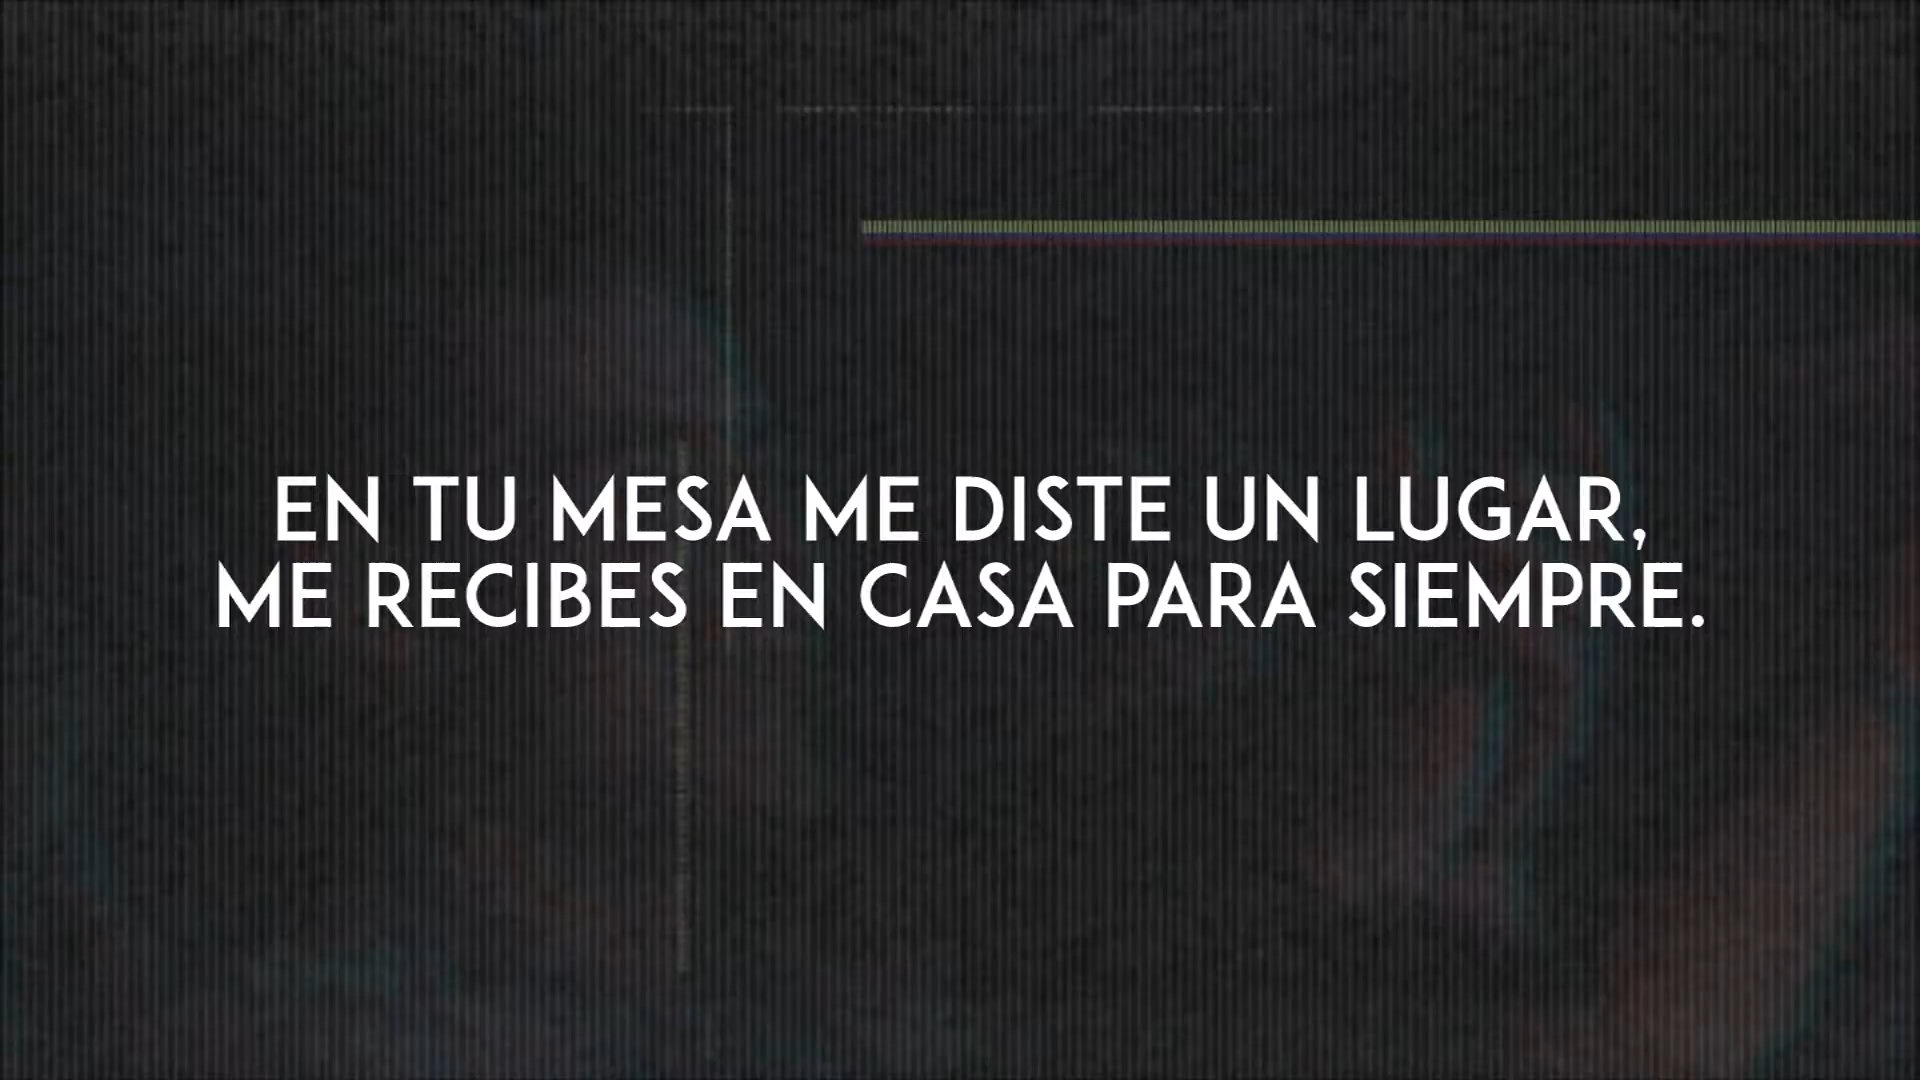 EN TU MESA ME DISTE UN LUGAR,
ME RECIBES EN CASA PARA SIEMPRE.